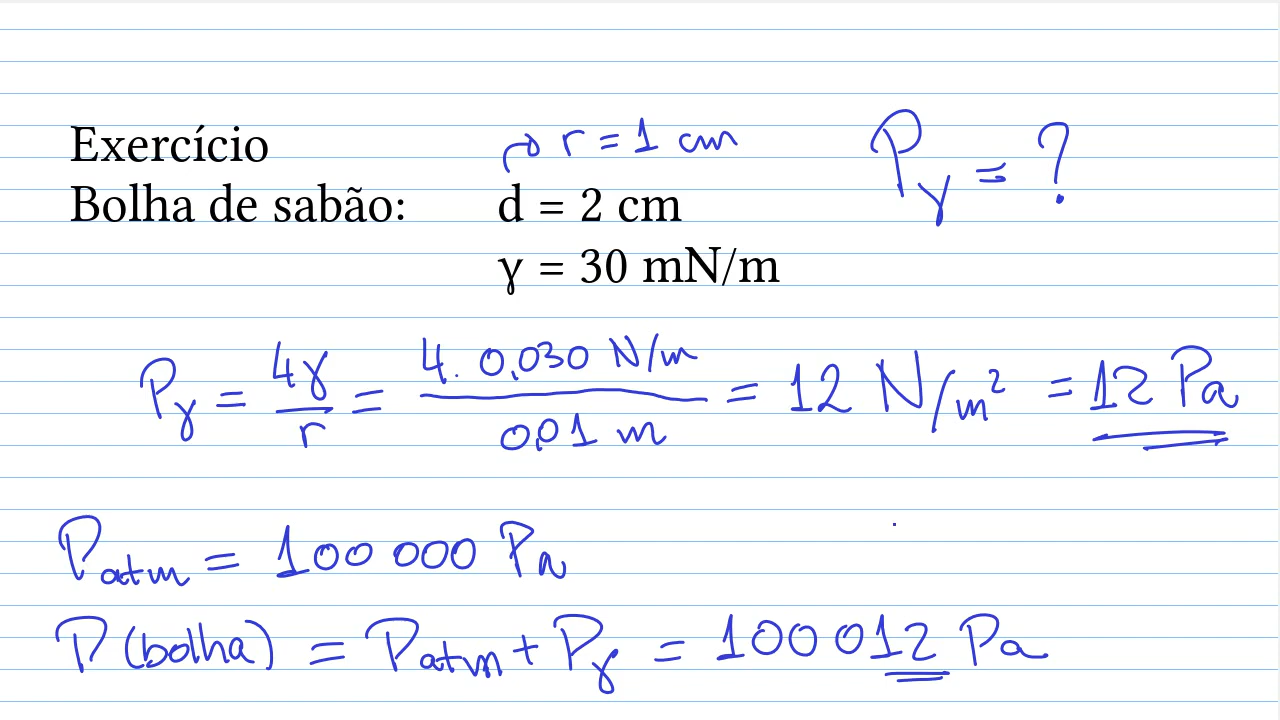 Exercício
r = 1 cm
Pγ = ?
Bolha de sabão: d = 2 cm
γ = 30 mN/m
Pγ = 4γ/r = 4. 0,030 N/m / 0,01 m = 12 N/m² = 12 Pa
Patm = 100 000 Pa
P (bolha) = Patm + Pγ = 100 012 Pa